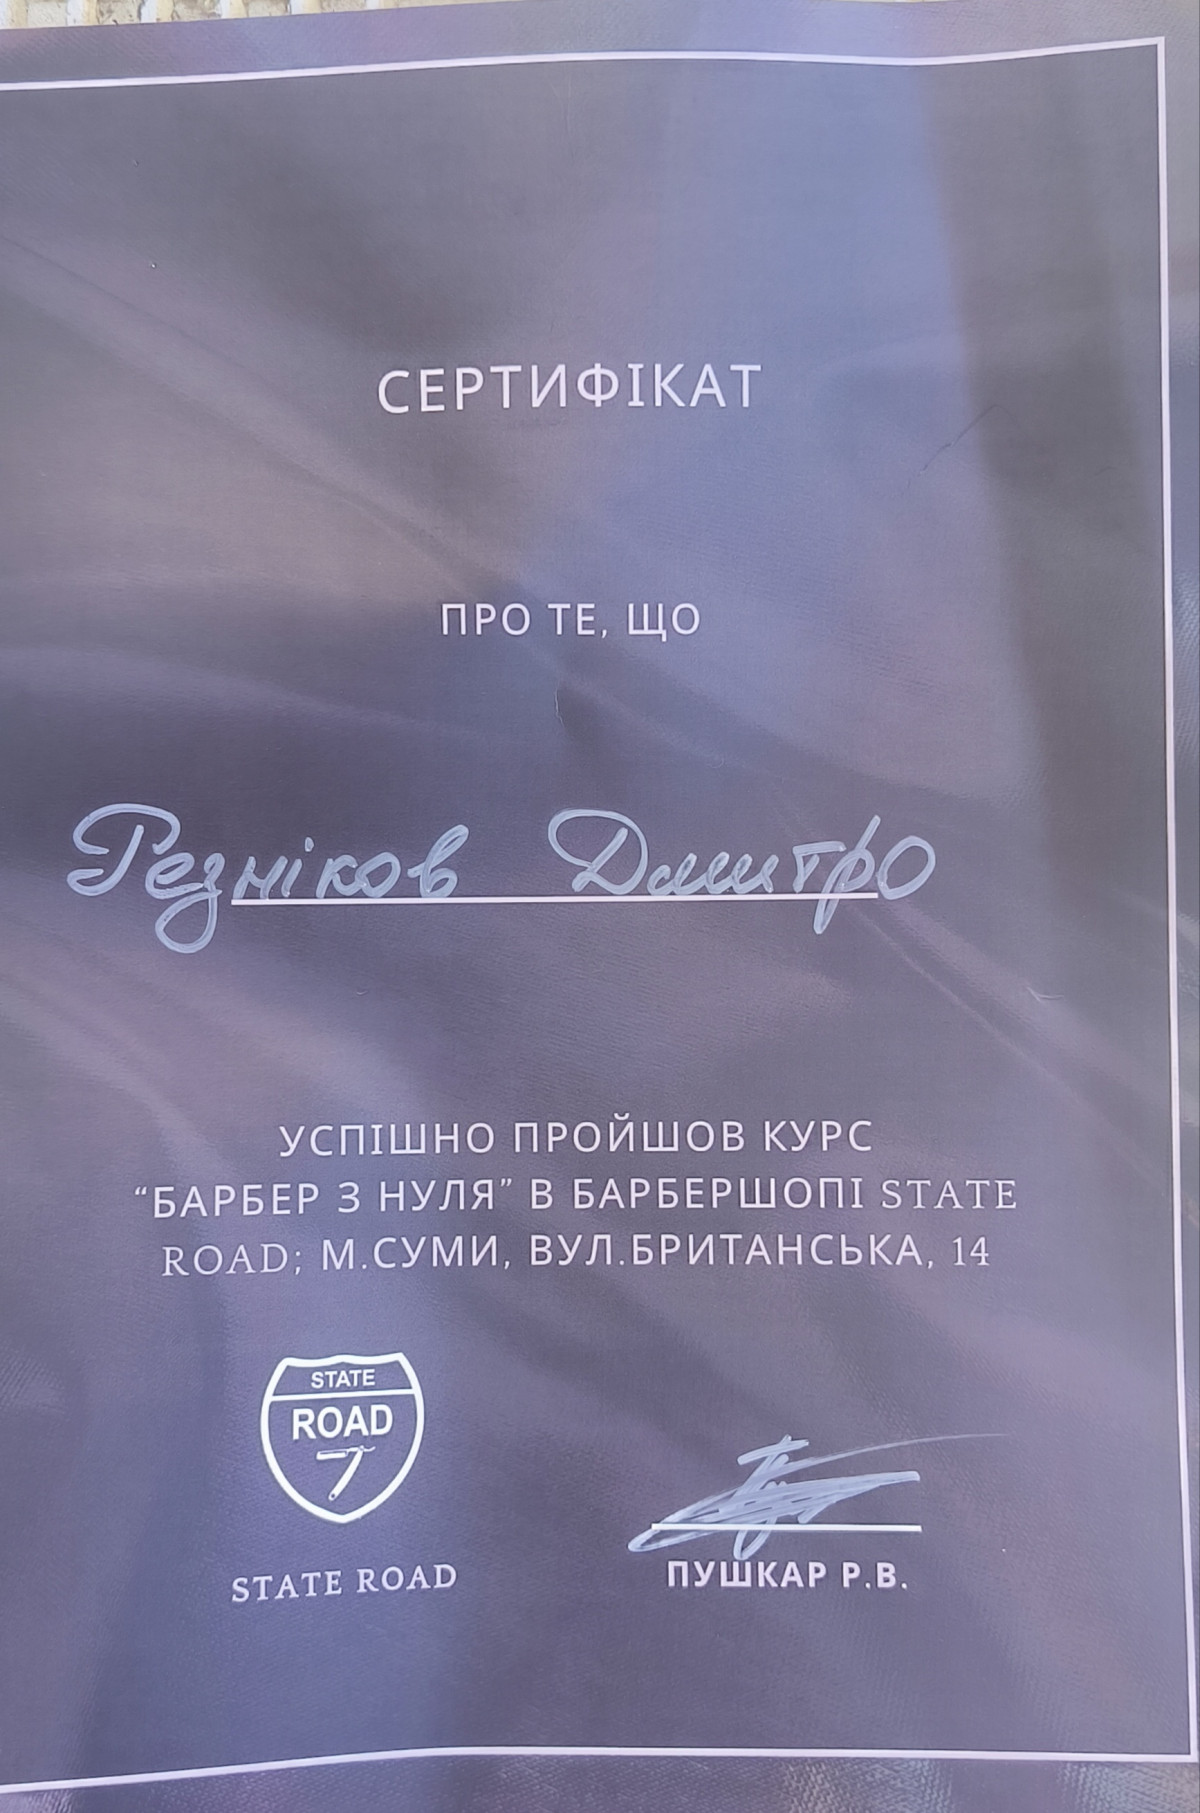 СЕРТИФІКАТ
ПРО ТЕ, ЩО
Резніков Дмитро
УСПІШНО ПРОЙШОВ КУРС
“БАРБЕР З НУЛЯ” В БАРБЕРШОПІ STATE
ROAD; М.СУМИ, ВУЛ.БРИТАНСЬКА, 14
STATE
ROAD
7
STATE ROAD
ПУШКАР Р.В.